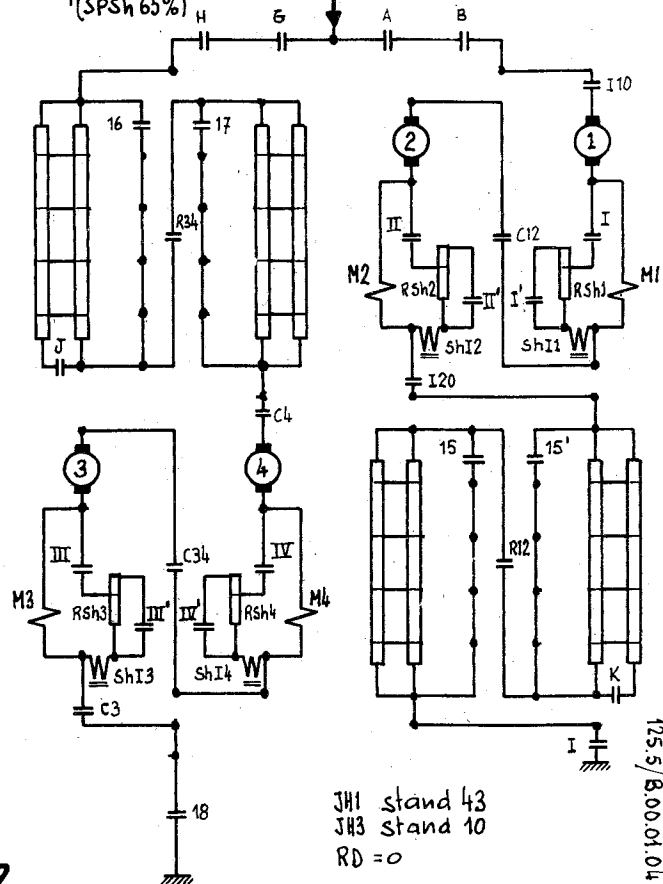 (SPSh 65%)
H G A B
I10
16 17 2 1
II R34 C12 I
M2 RSh2 II' I' RSh1 M1
ShI2 ShI1
J I20
C4
3 4 15 15'
III C34 IV R12
M3 RSh3 III' IV' RSh4 M4
ShI3 ShI4
K
C3
I
18
JH1 stand 43
JH3 stand 10
RD = 0
125.5/B.00.01.04